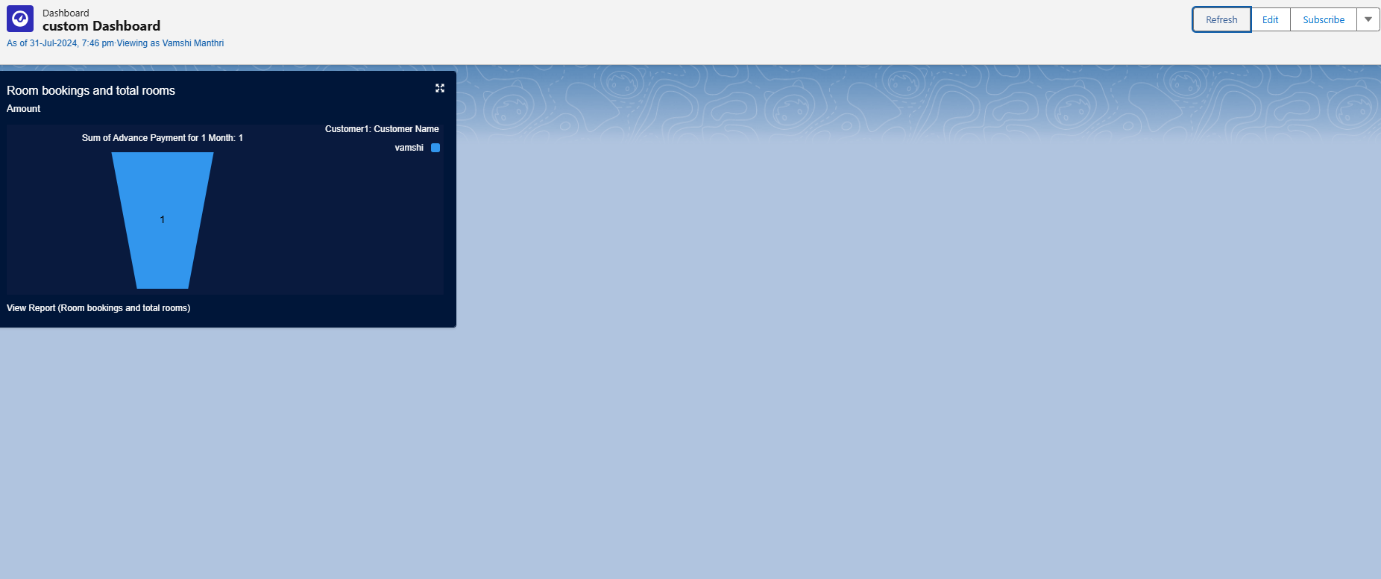 Dashboard
custom Dashboard
As of 31-Jul-2024, 7:46 pm·Viewing as Vamshi Manthri
Refresh
Edit
Subscribe
Room bookings and total rooms
Amount
Customer1: Customer Name
Sum of Advance Payment for 1 Month: 1
vamshi
1
View Report (Room bookings and total rooms)